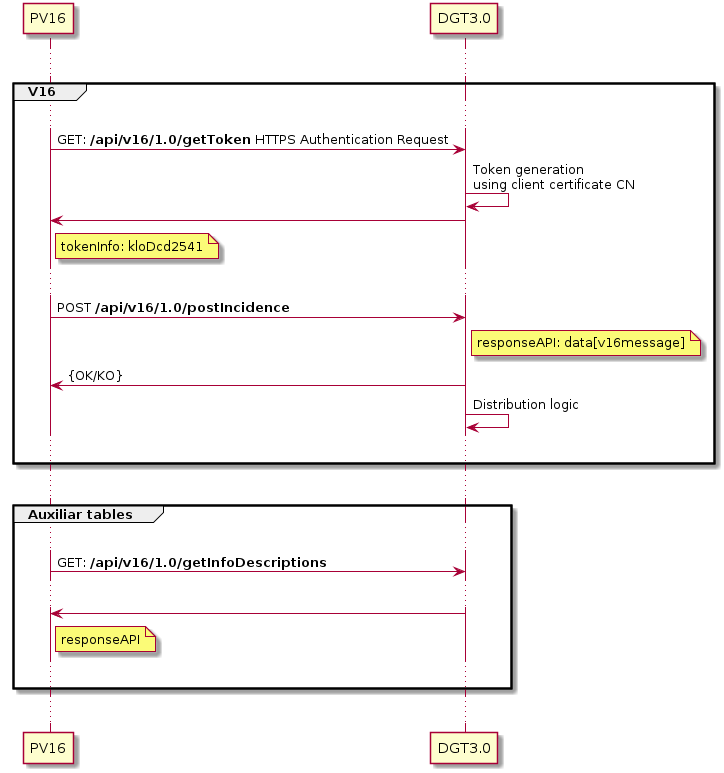 PV16
DGT3.0
V16
GET: /api/v16/1.0/getToken HTTPS Authentication Request
Token generation
using client certificate CN
tokenInfo: kloDcd2541
POST /api/v16/1.0/postIncidence
responseAPI: data[v16message]
{OK/KO}
Distribution logic
Auxiliar tables
GET: /api/v16/1.0/getInfoDescriptions
responseAPI
PV16
DGT3.0